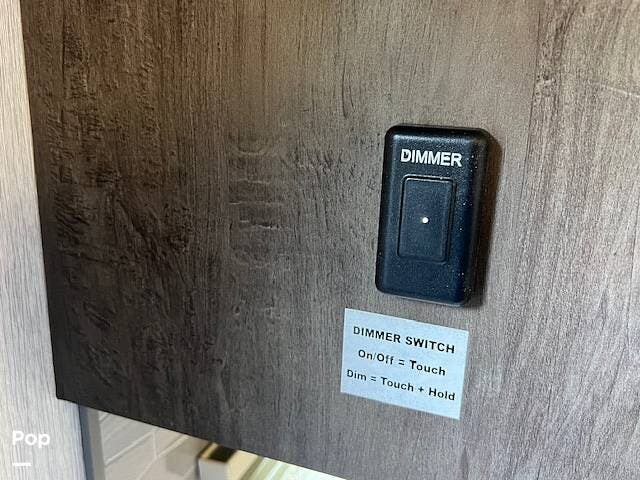 DIMMER
DIMMER SWITCH
On/Off = Touch
Dim = Touch + Hold
Pop